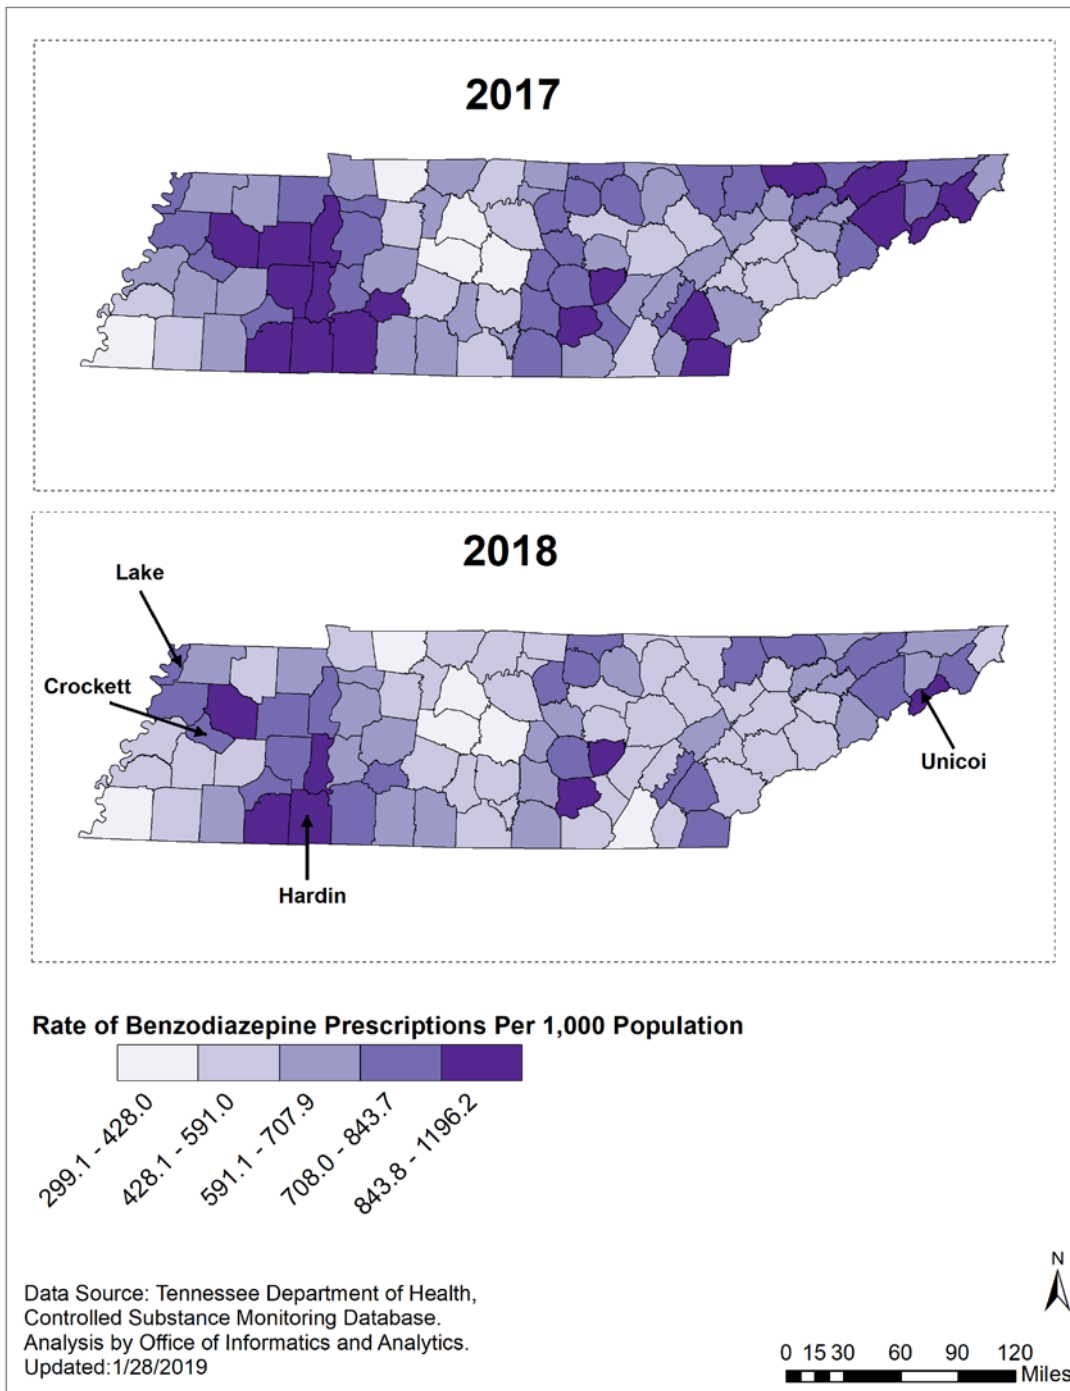 2017
2018
Lake
Crockett
Unicoi
Hardin
Rate of Benzodiazepine Prescriptions Per 1,000 Population
299.1 - 428.0
428.1 - 591.0
591.1 - 707.9
708.0 - 843.7
843.8 - 1196.2
Data Source: Tennessee Department of Health,
Controlled Substance Monitoring Database.
Analysis by Office of Informatics and Analytics.
Updated:1/28/2019
N
0 15 30 60 90 120
Miles